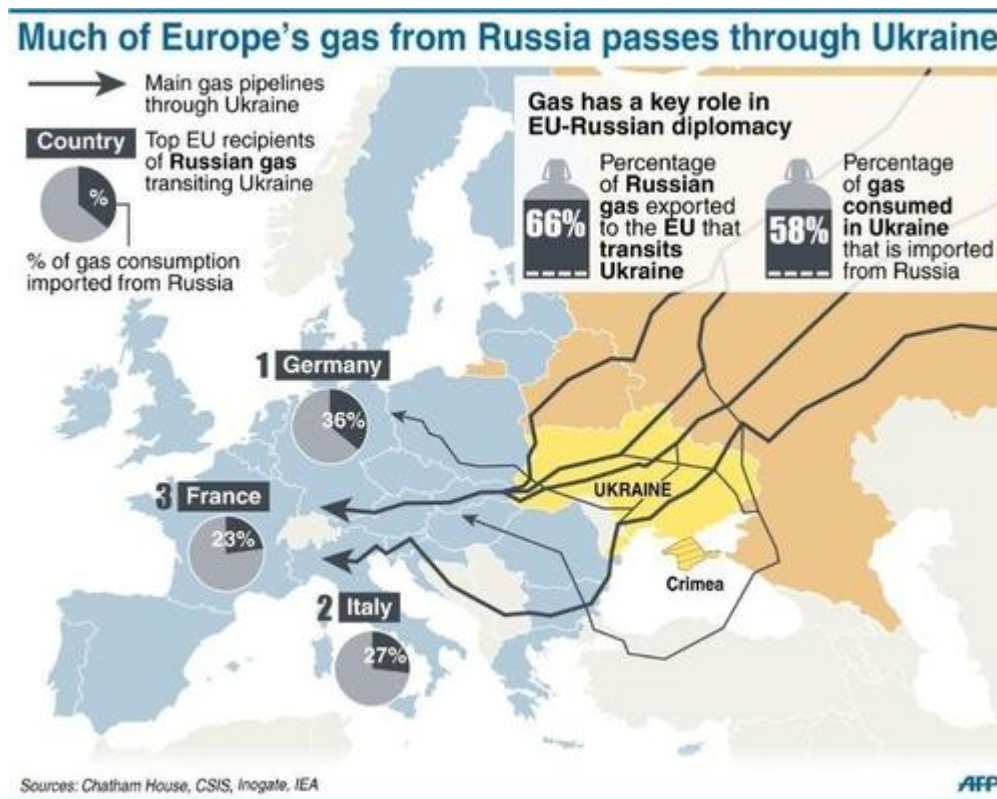 Much of Europe's gas from Russia passes through Ukraine
Main gas pipelines
through Ukraine
Country
Top EU recipients
of Russian gas
transiting Ukraine
%
% of gas consumption
imported from Russia
Gas has a key role in
EU-Russian diplomacy
66%
Percentage
of Russian
gas exported
to the EU that
transits
Ukraine
58%
Percentage
of gas
consumed
in Ukraine
that is imported
from Russia
1 Germany
36%
3 France
23%
2 Italy
27%
UKRAINE
Crimea
Sources: Chatham House, CSIS, Inogate, IEA
AFP